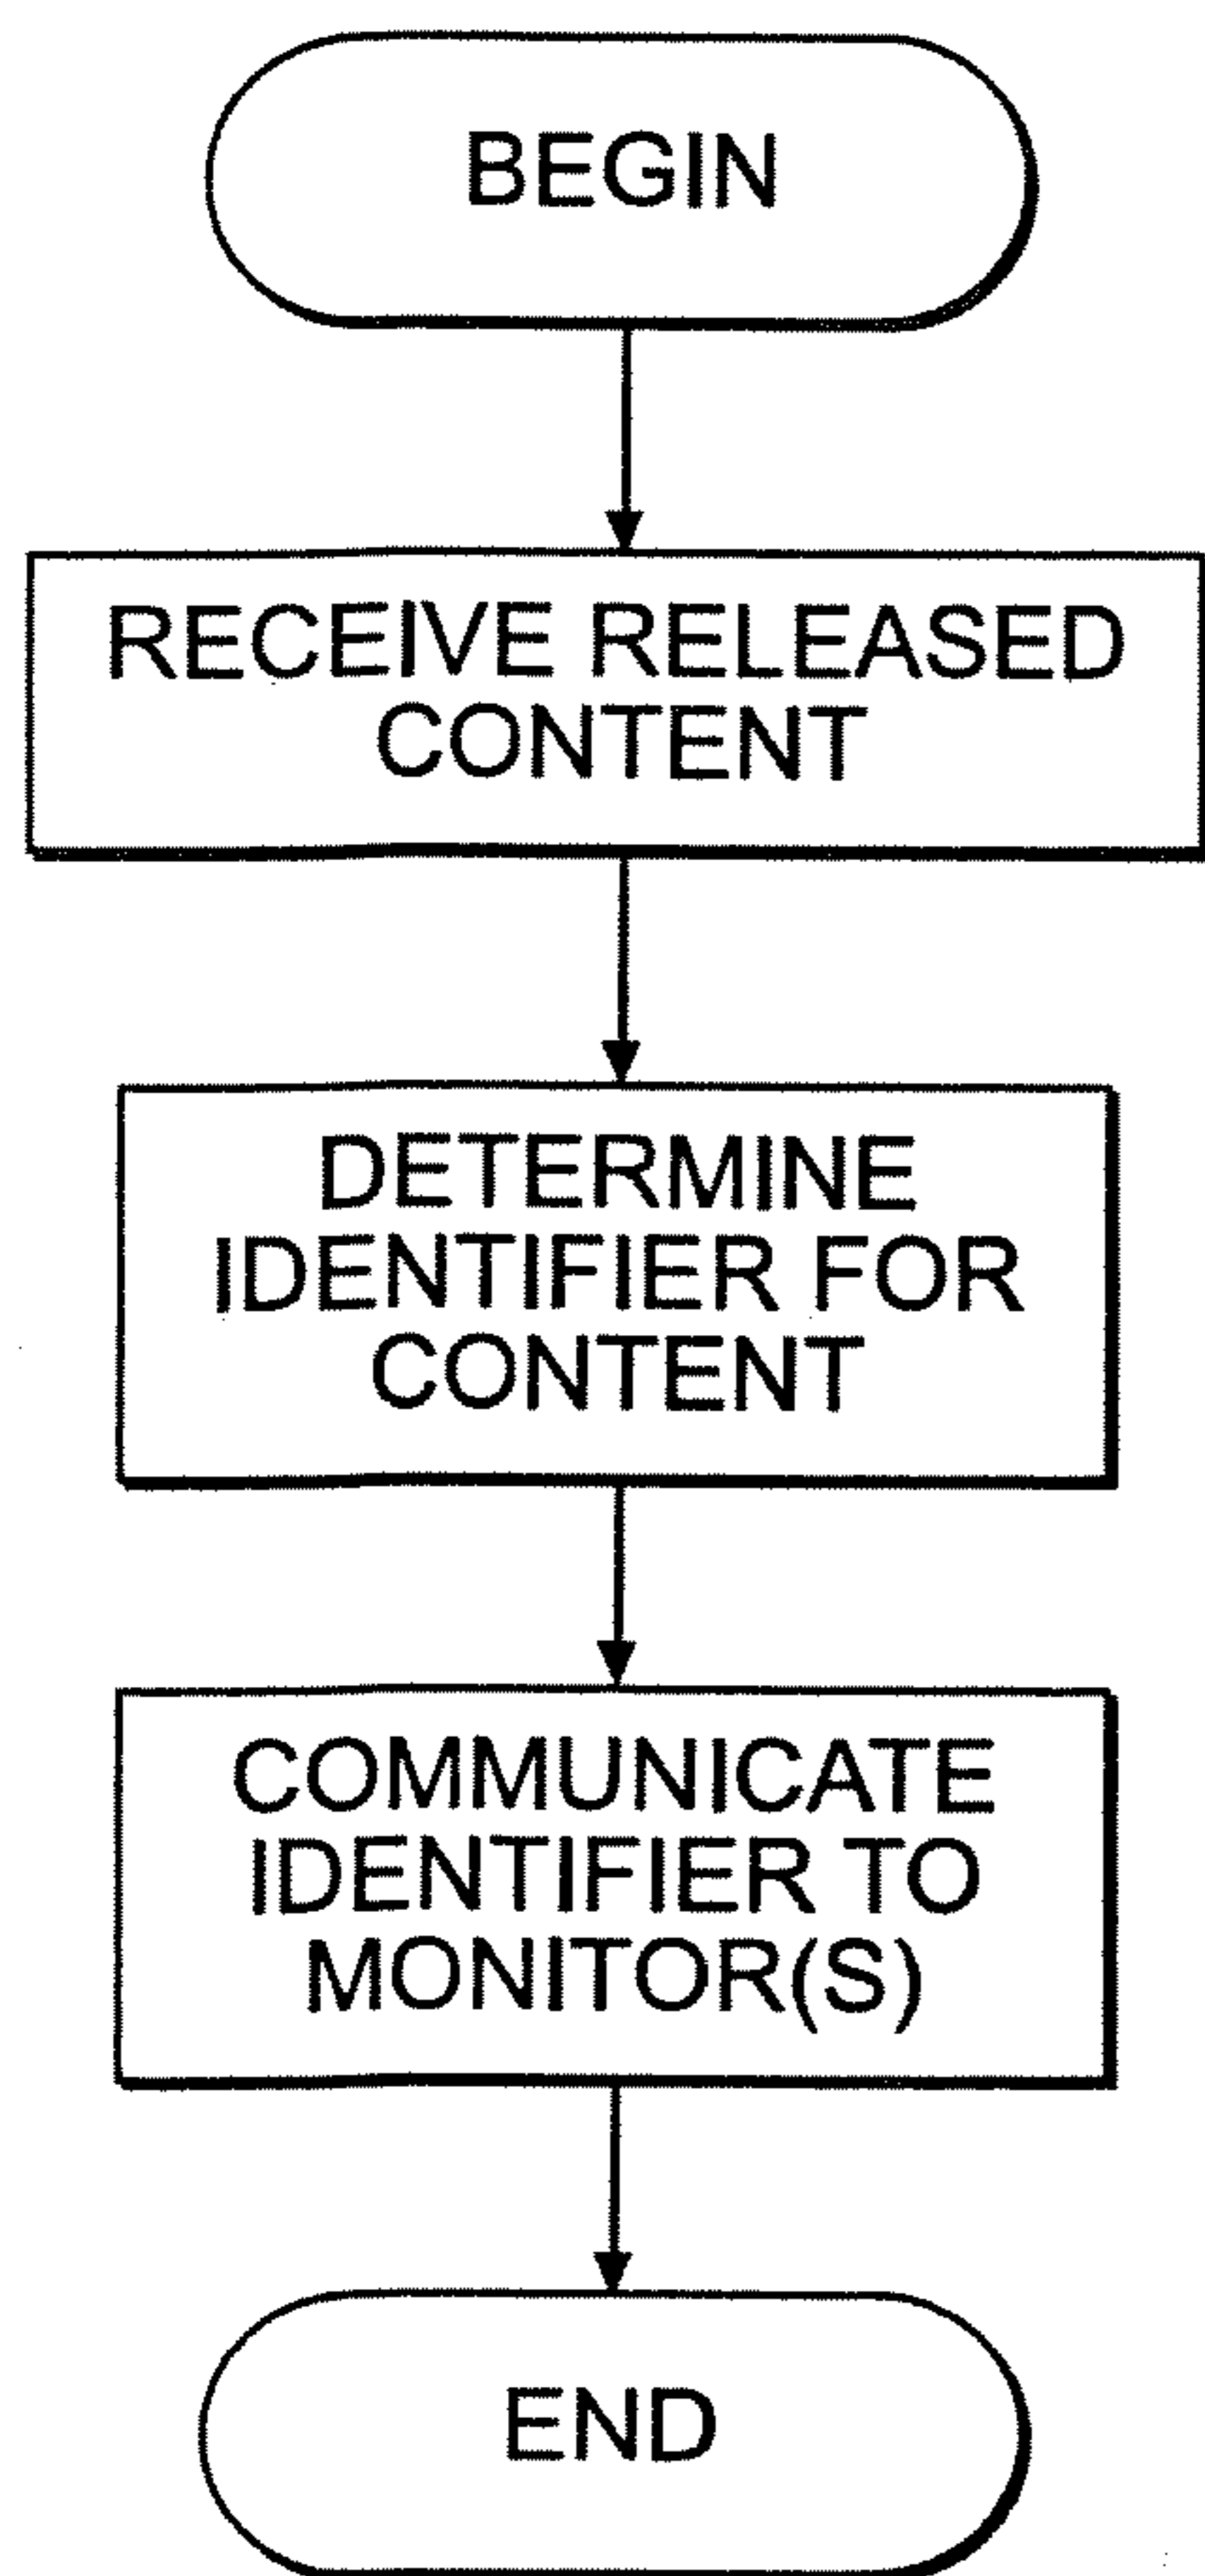 BEGIN
RECEIVE RELEASED
CONTENT
DETERMINE
IDENTIFIER FOR
CONTENT
COMMUNICATE
IDENTIFIER TO
MONITOR(S)
END